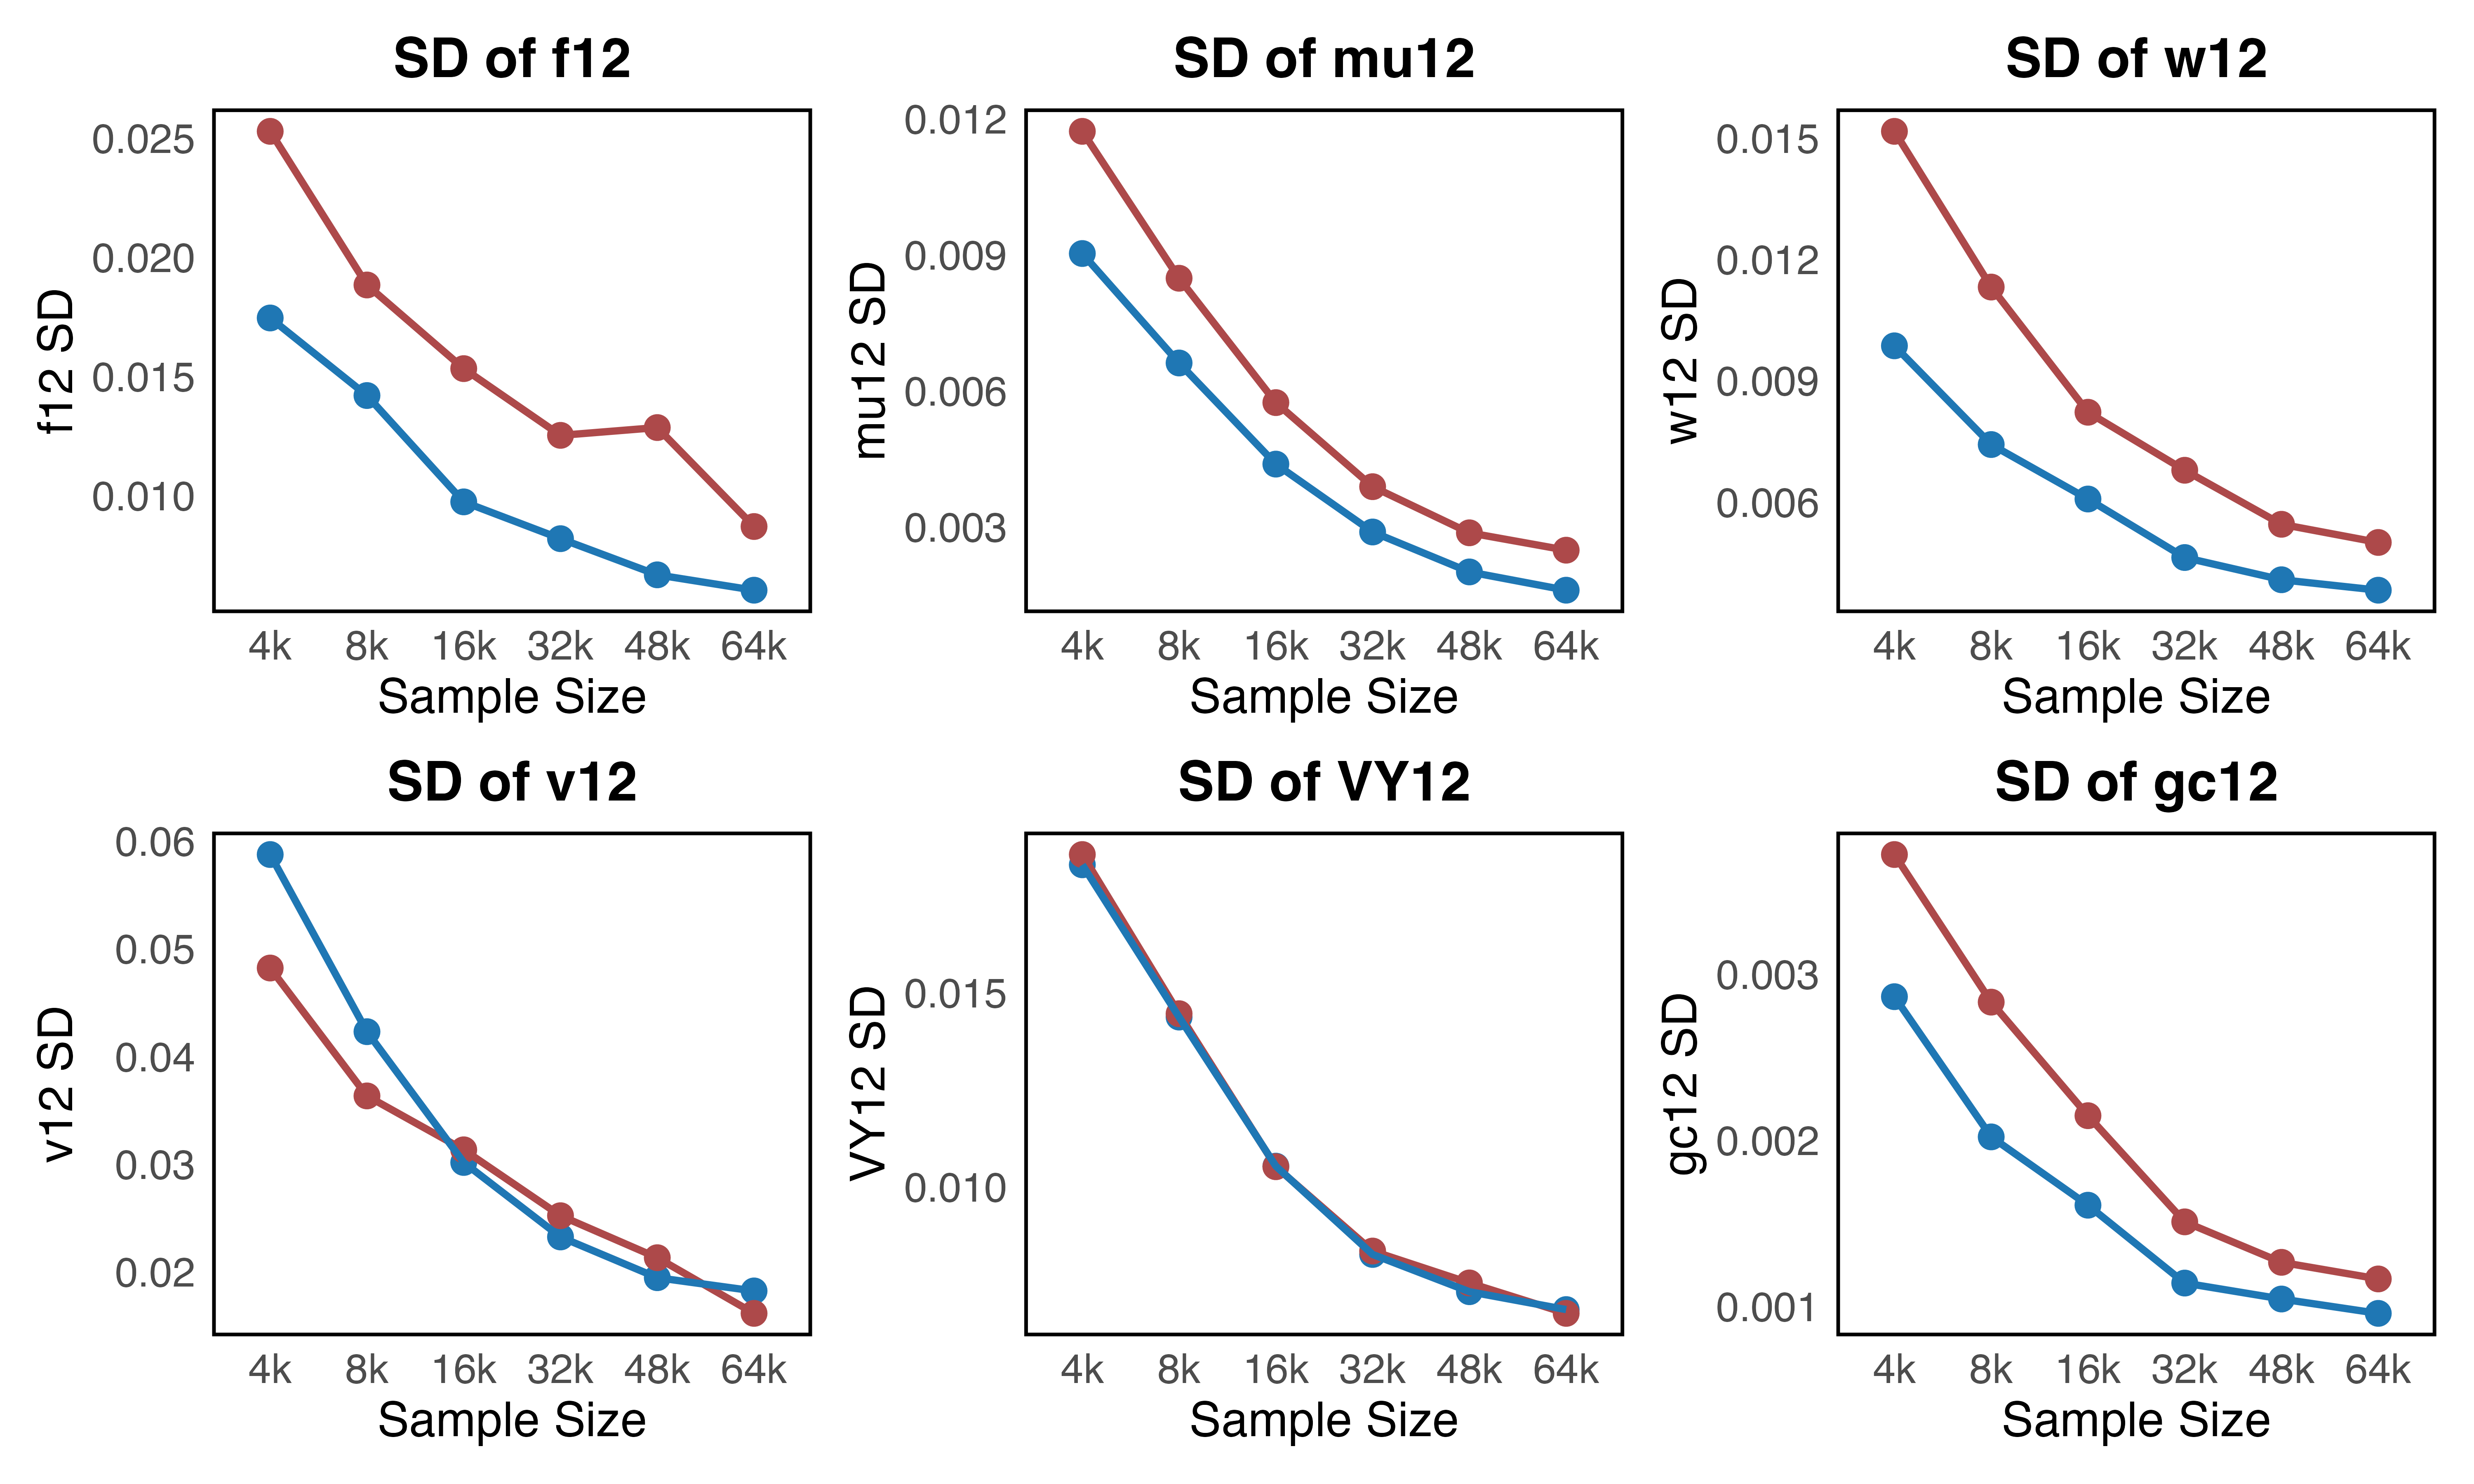 SD of f12
0.025
0.020
0.015
0.010
f12 SD
4k 8k 16k 32k 48k 64k
Sample Size
SD of mu12
0.012
0.009
0.006
0.003
mu12 SD
4k 8k 16k 32k 48k 64k
Sample Size
SD of w12
0.015
0.012
0.009
0.006
w12 SD
4k 8k 16k 32k 48k 64k
Sample Size
SD of v12
0.06
0.05
0.04
0.03
0.02
v12 SD
4k 8k 16k 32k 48k 64k
Sample Size
SD of VY12
0.015
0.010
VY12 SD
4k 8k 16k 32k 48k 64k
Sample Size
SD of gc12
0.003
0.002
0.001
gc12 SD
4k 8k 16k 32k 48k 64k
Sample Size